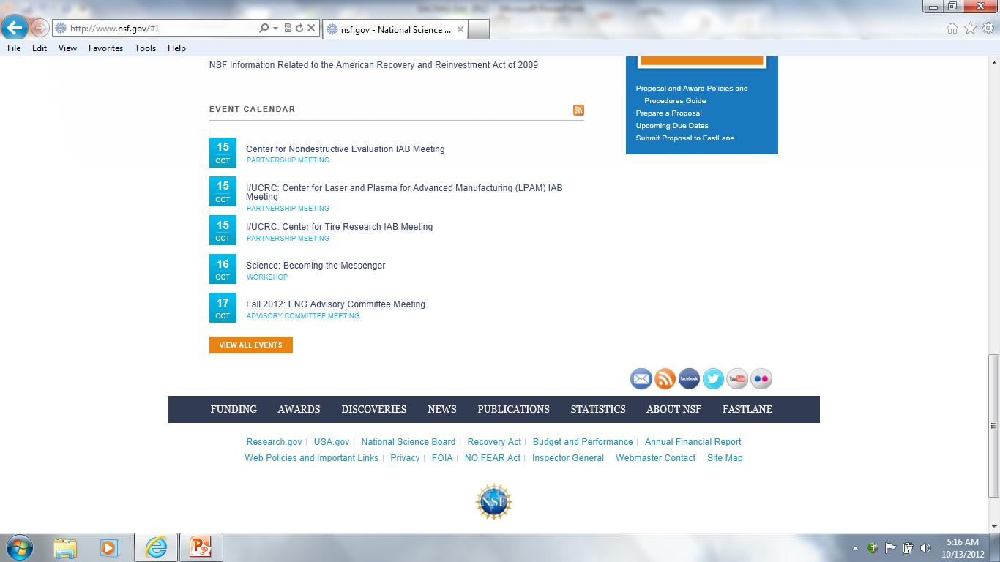 http://www.nsf.gov/#1
nsf.gov - National Science ...
File Edit View Favorites Tools Help
NSF Information Related to the American Recovery and Reinvestment Act of 2009
EVENT CALENDAR
15
OCT
Center for Nondestructive Evaluation IAB Meeting
PARTNERSHIP MEETING
15
OCT
I/UCRC: Center for Laser and Plasma for Advanced Manufacturing (LPAM) IAB
Meeting
PARTNERSHIP MEETING
15
OCT
I/UCRC: Center for Tire Research IAB Meeting
PARTNERSHIP MEETING
16
OCT
Science: Becoming the Messenger
WORKSHOP
17
OCT
Fall 2012: ENG Advisory Committee Meeting
ADVISORY COMMITTEE MEETING
VIEW ALL EVENTS
Proposal and Award Policies and
Procedures Guide
Prepare a Proposal
Upcoming Due Dates
Submit Proposal to FastLane
facebook
You Tube
FUNDING AWARDS DISCOVERIES NEWS PUBLICATIONS STATISTICS ABOUT NSF FASTLANE
Research.gov | USA.gov | National Science Board | Recovery Act | Budget and Performance | Annual Financial Report
Web Policies and Important Links | Privacy | FOIA | NO FEAR Act | Inspector General Webmaster Contact Site Map
NSF
5:16 AM
10/13/2012